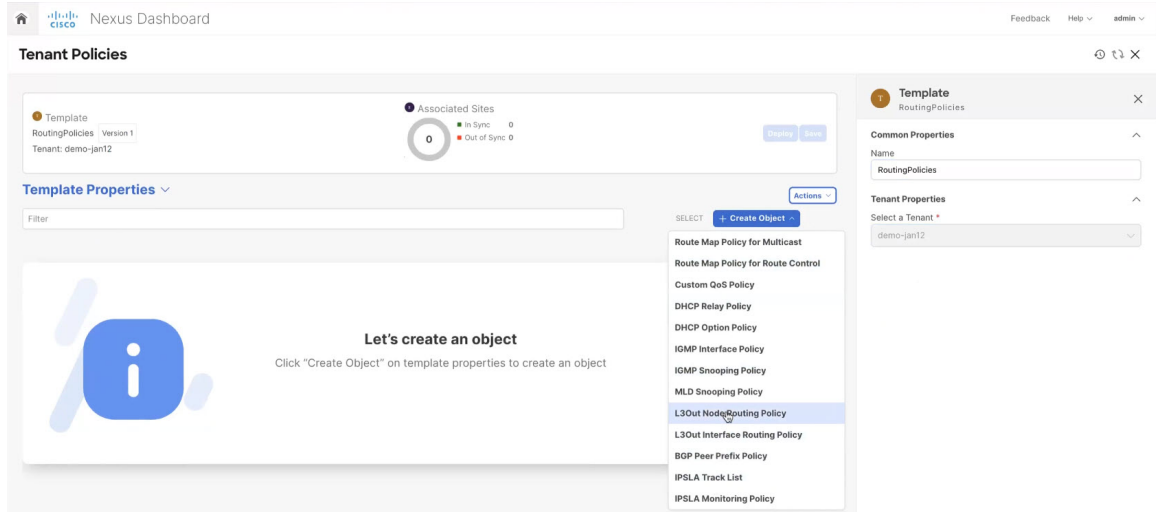 CISCO Nexus Dashboard
Feedback Help admin
Tenant Policies
Template
RoutingPolicies Version 1
Tenant: demo-jan12
Associated Sites
0
In Sync 0
Out of Sync 0
Deploy Save
Template Properties
Actions
Filter
SELECT + Create Object
Route Map Policy for Multicast
Route Map Policy for Route Control
Custom QoS Policy
DHCP Relay Policy
DHCP Option Policy
IGMP Interface Policy
IGMP Snooping Policy
MLD Snooping Policy
L3Out Node Routing Policy
L3Out Interface Routing Policy
BGP Peer Prefix Policy
IPSLA Track List
IPSLA Monitoring Policy
Let's create an object
Click "Create Object" on template properties to create an object
T
Template
RoutingPolicies
Common Properties
Name
RoutingPolicies
Tenant Properties
Select a Tenant *
demo-jan12